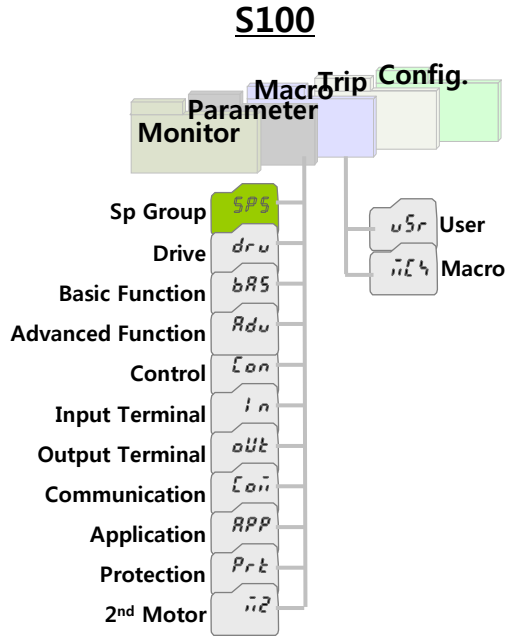 S100
Config.
Trip
Macro
Parameter
Monitor
Sp Group SPS
Drive drv
Basic Function bAS
Advanced Function Adv
Control Con
Input Terminal In
Output Terminal oUt
Communication Com
Application APP
Protection Prt
2nd Motor m2
uSr User
Macro